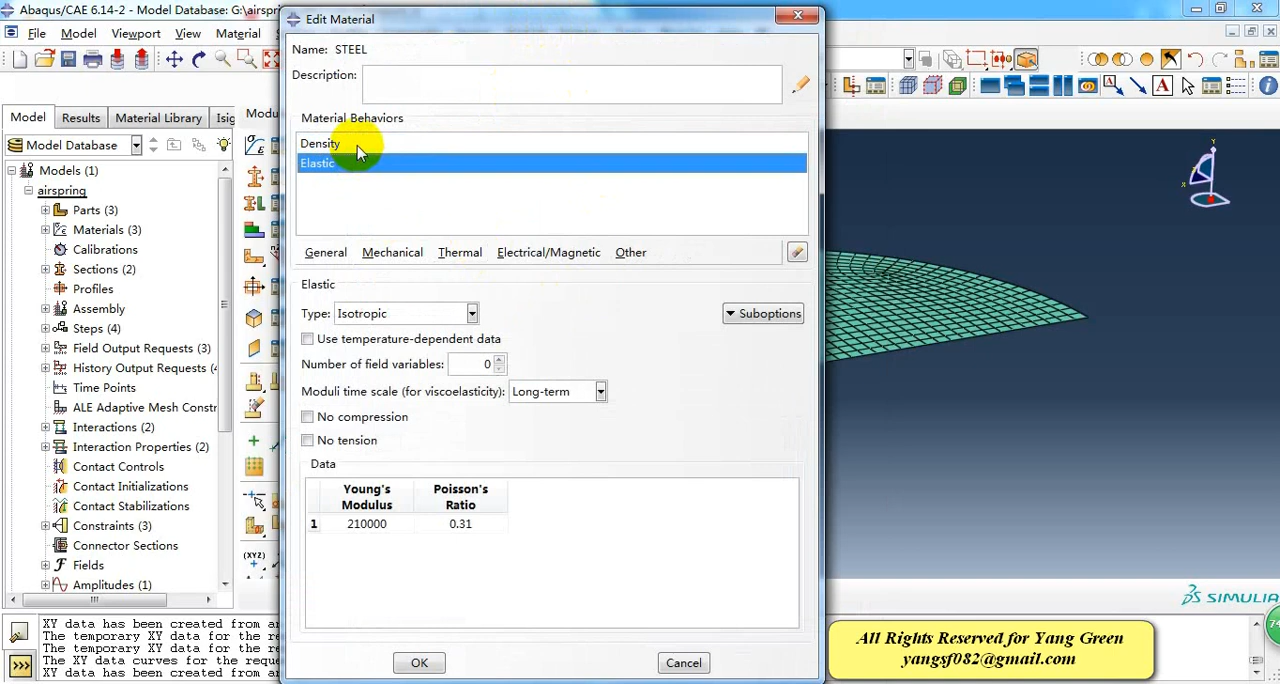 Abaqus/CAE 6.14-2 - Model Database: G:\airspring
Edit Material
File Model Viewport View Material
Name: STEEL
Description:
Material Behaviors
Density
Elastic
General Mechanical Thermal Electrical/Magnetic Other
Elastic
Type: Isotropic
Suboptions
Use temperature-dependent data
Number of field variables: 0
Moduli time scale (for viscoelasticity): Long-term
No compression
No tension
Data
Young's Modulus
Poisson's Ratio
1 210000 0.31
OK Cancel
Model Results Material Library Isig
Modu
Model Database
Models (1)
airspring
Parts (3)
Materials (3)
Calibrations
Sections (2)
Profiles
Assembly
Steps (4)
Field Output Requests (3)
History Output Requests (4
Time Points
ALE Adaptive Mesh Constr
Interactions (2)
Interaction Properties (2)
Contact Controls
Contact Initializations
Contact Stabilizations
Constraints (3)
Connector Sections
Fields
Amplitudes (1)
(XYZ)
Y
X
SIMULIA
74
XY data has been created from an
The temporary XY data for the re
The temporary XY data for the re
The XY data curves for the reque
XY data has been created from an
All Rights Reserved for Yang Green
yangsf082@gmail.com